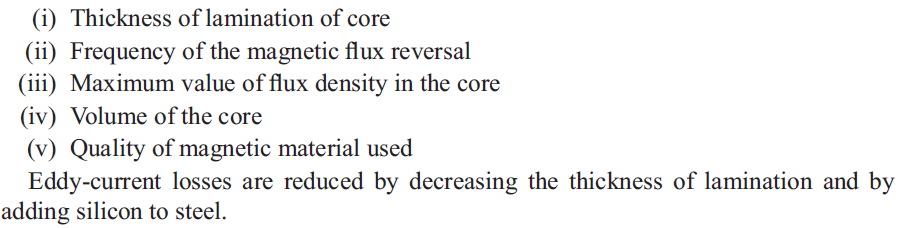 (i) Thickness of lamination of core
(ii) Frequency of the magnetic flux reversal
(iii) Maximum value of flux density in the core
(iv) Volume of the core
(v) Quality of magnetic material used
Eddy-current losses are reduced by decreasing the thickness of lamination and by
adding silicon to steel.